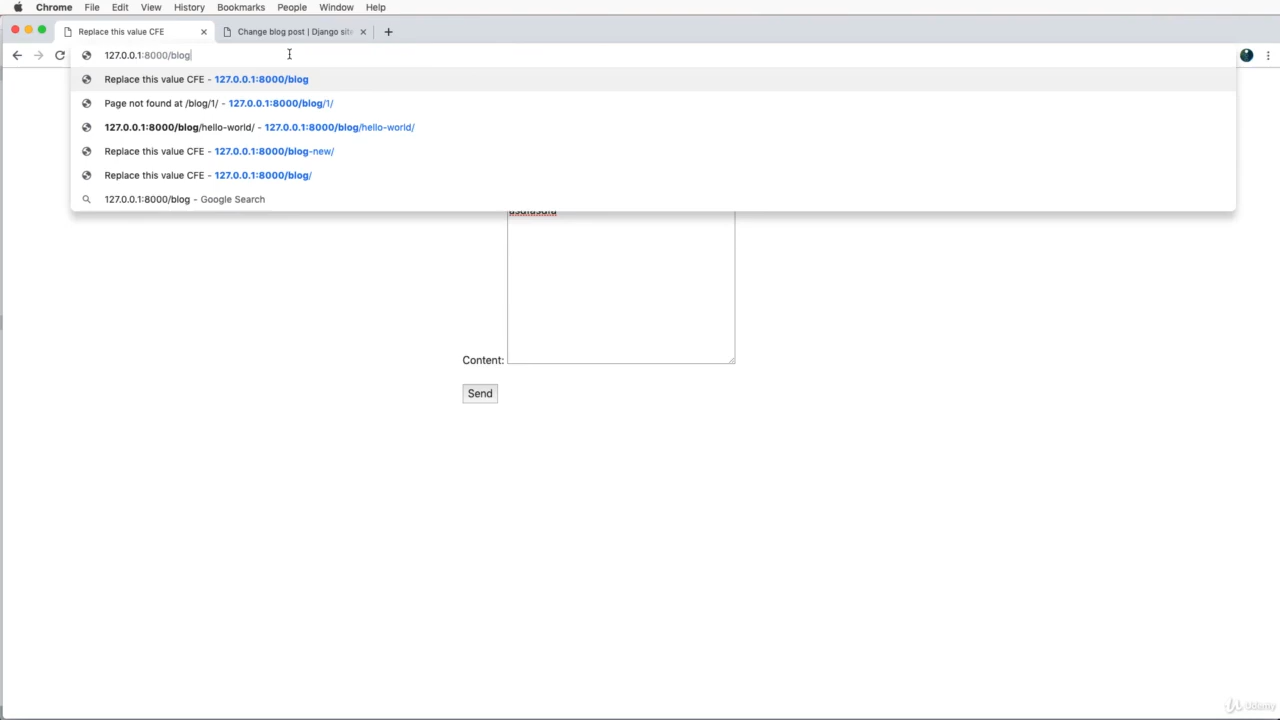 Chrome File Edit View History Bookmarks People Window Help
Replace this value CFE Change blog post | Django site
127.0.0.1:8000/blog
Replace this value CFE - 127.0.0.1:8000/blog
Page not found at /blog/1/ - 127.0.0.1:8000/blog/1/
127.0.0.1:8000/blog/hello-world/ - 127.0.0.1:8000/blog/hello-world/
Replace this value CFE - 127.0.0.1:8000/blog-new/
Replace this value CFE - 127.0.0.1:8000/blog/
127.0.0.1:8000/blog - Google Search
Content:
Send
Udemy